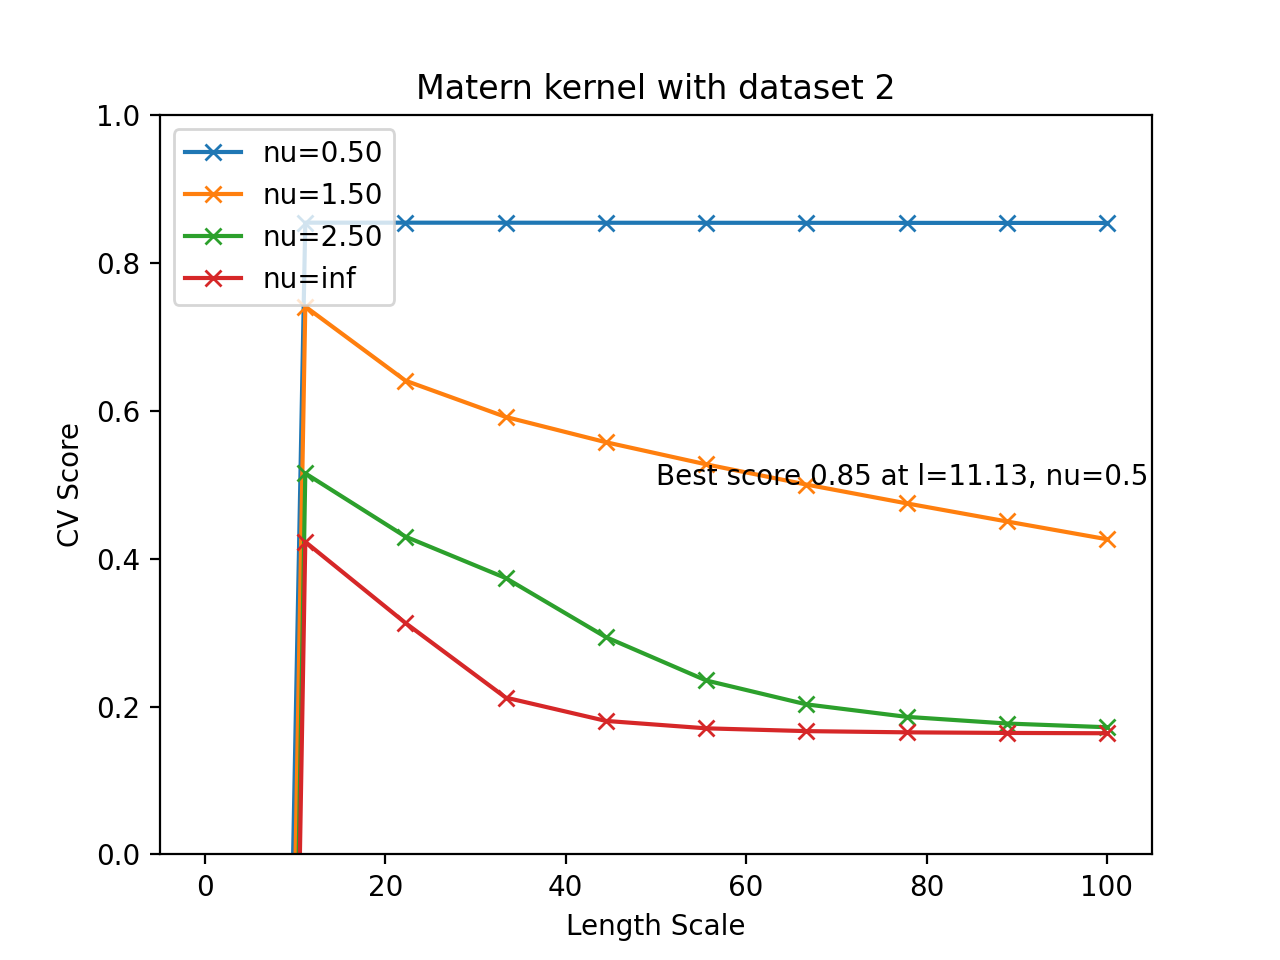 Matern kernel with dataset 2
1.0
0.8
0.6
0.4
0.2
0.0
CV Score
nu=0.50
nu=1.50
nu=2.50
nu=inf
Best score 0.85 at l=11.13, nu=0.5
0 20 40 60 80 100
Length Scale